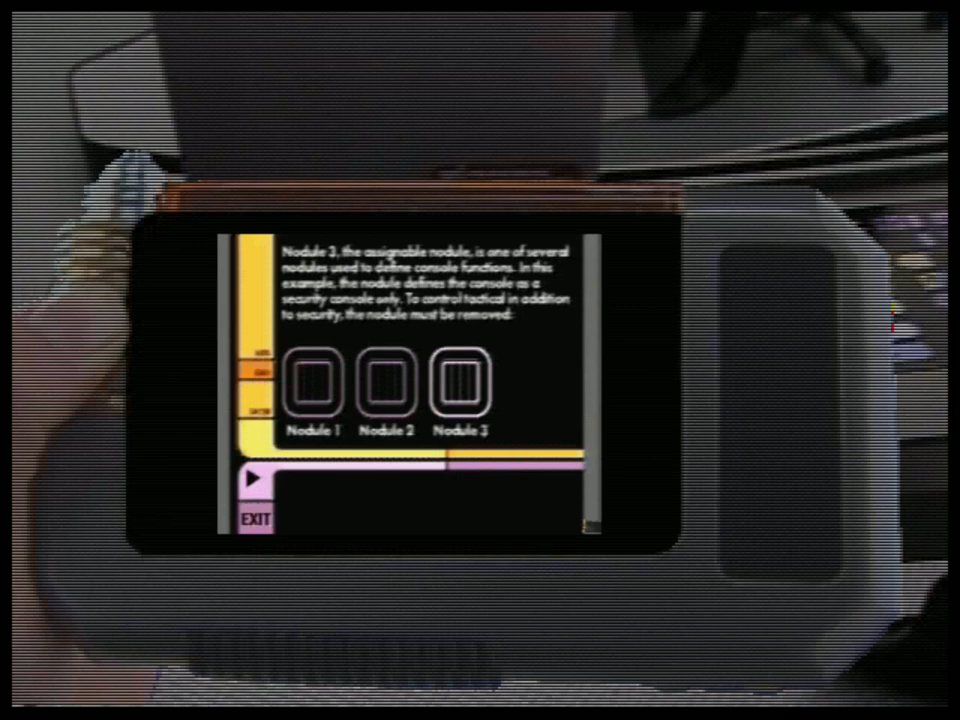 Nodule 3, the assignable nodule, is one of several
nodules used to define console functions. In this
example, the nodule defines the console as a
security console only. To control tactical in addition
to security, the nodule must be removed.
Nodule 1
Nodule 2
Nodule 3
EXIT